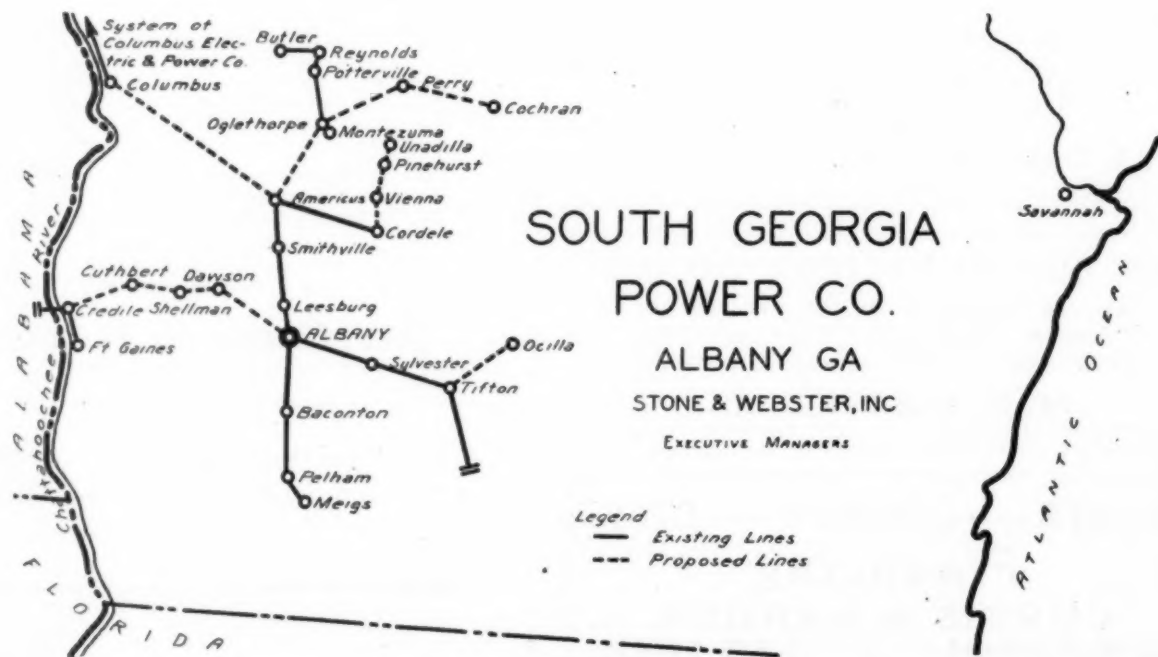 System of
Columbus Elec-
tric & Power Co.
Columbus
Butler
Reynolds
Potterville
Perry
Cochran
Oglethorpe
Montezuma
Unadilla
Pinehurst
Americus
Vienna
Cordele
Smithville
Cuthbert
Dawson
Credile
Shellman
Leesburg
ALBANY
Ft Gaines
Sylvester
Ocilla
Tifton
Baconton
Pelham
Meigs
ALABAMA
Chattahoochee River
FLORIDA
SOUTH GEORGIA
POWER CO.
ALBANY GA
STONE & WEBSTER, INC
EXECUTIVE MANAGERS
Legend
Existing Lines
Proposed Lines
Savannah
ATLANTIC OCEAN